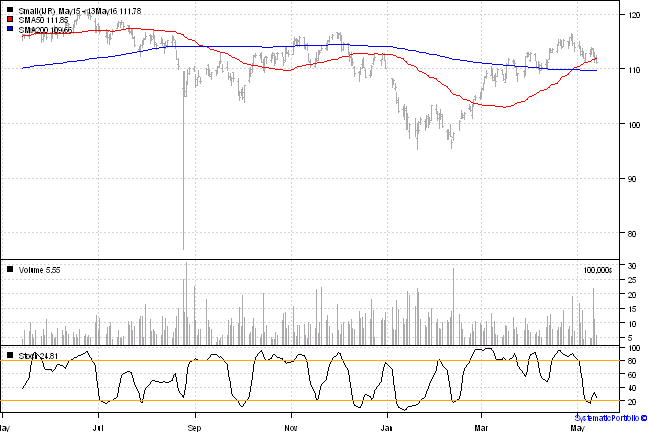 Small(IJR) May15 - 13May16 111.78
SMA50 111.85
SMA200 109.66
120
110
100
90
80
Volume 5.55
100,000s
30
25
20
15
10
5
Stoch 24.81
100
80
60
40
20
Jul
Sep
Nov
Jan
Mar
May
SystematicPortfolio ©